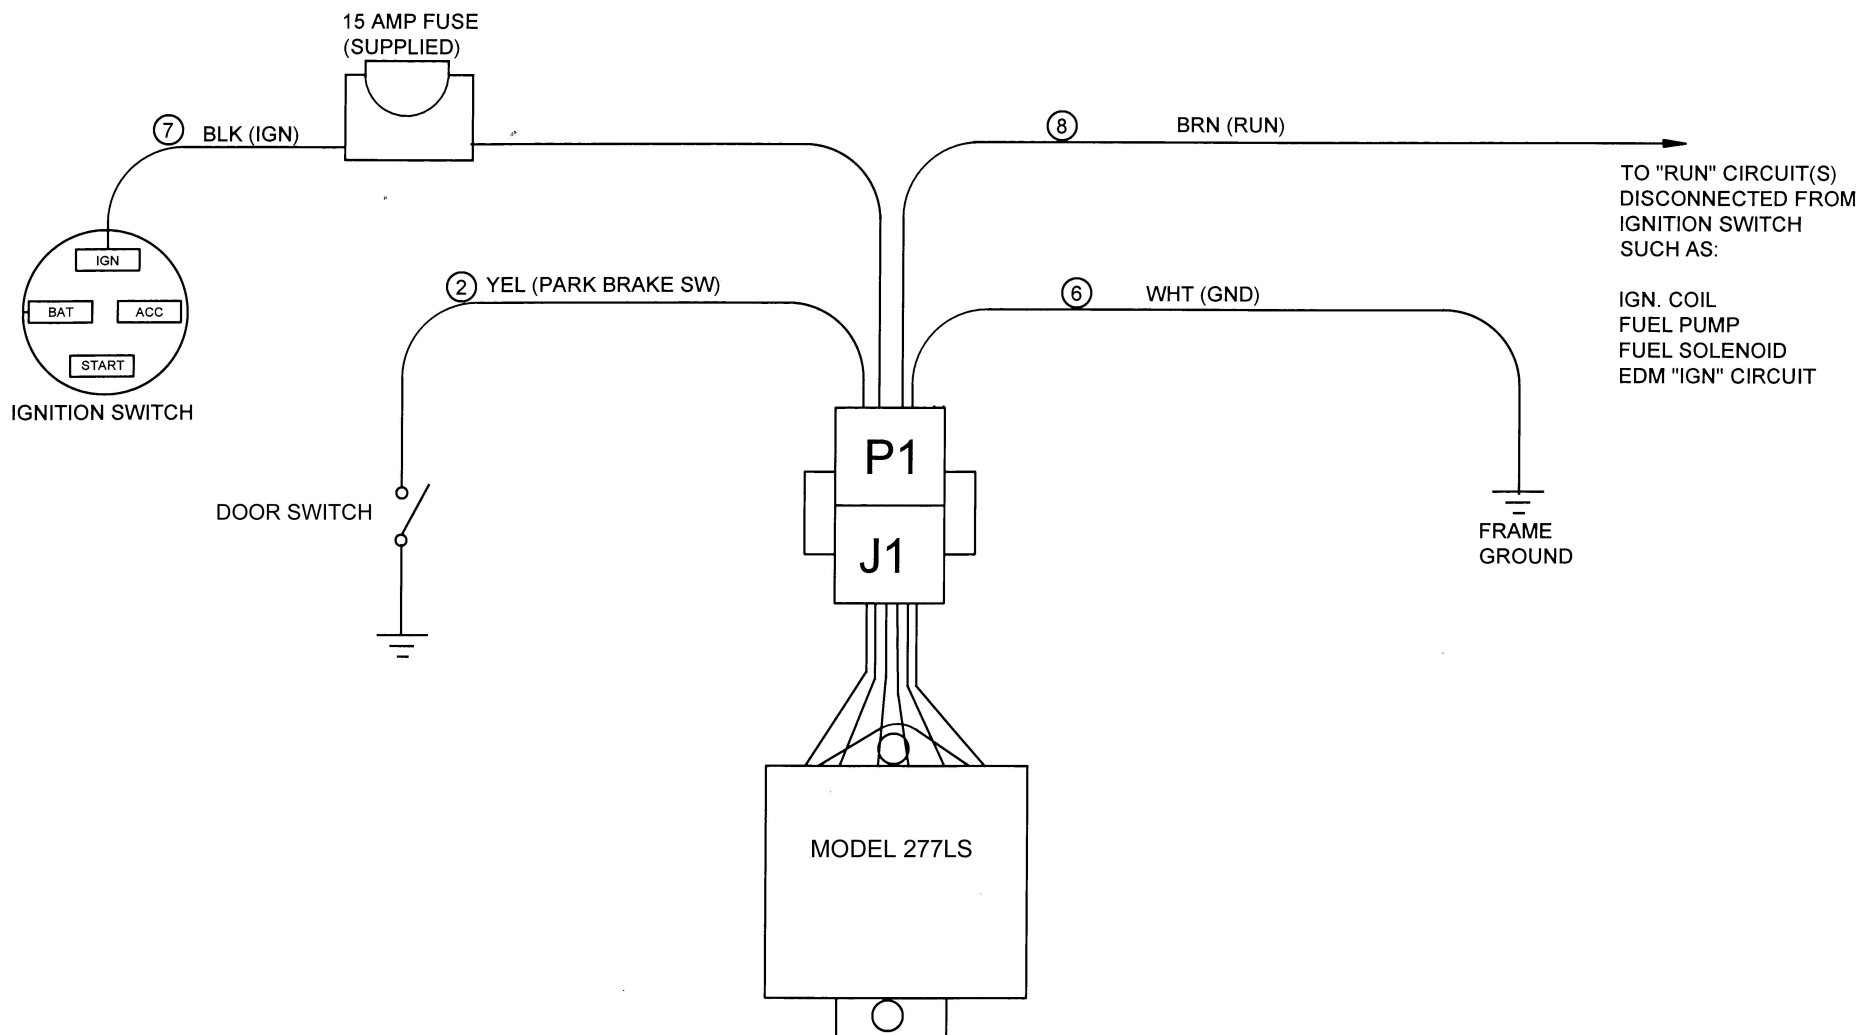 15 AMP FUSE
(SUPPLIED)
7
BLK (IGN)
8
BRN (RUN)
TO "RUN" CIRCUIT(S)
DISCONNECTED FROM
IGNITION SWITCH
SUCH AS:
IGN. COIL
FUEL PUMP
FUEL SOLENOID
EDM "IGN" CIRCUIT
IGN
BAT
ACC
START
IGNITION SWITCH
2
YEL (PARK BRAKE SW)
6
WHT (GND)
P1
J1
DOOR SWITCH
FRAME
GROUND
MODEL 277LS